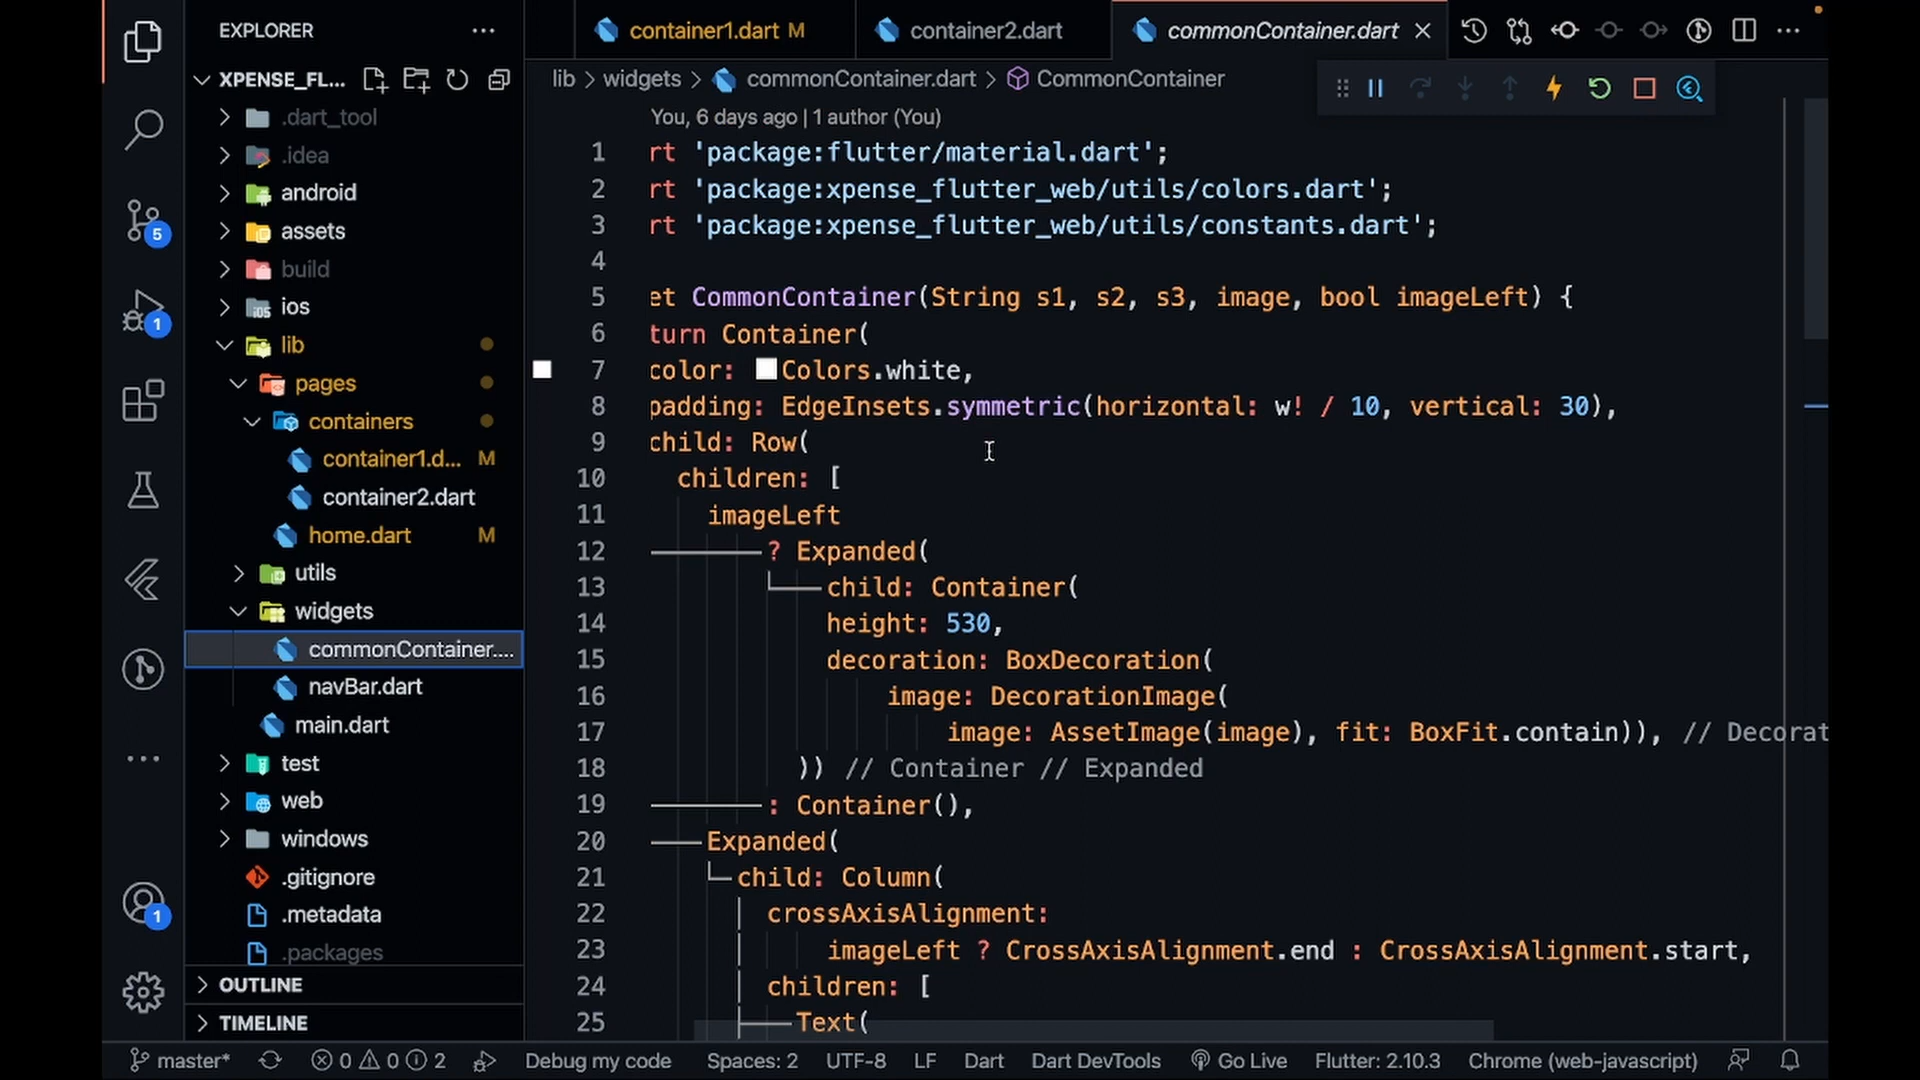 EXPLORER
container1.dart M
container2.dart
commonContainer.dart
XPENSE_FL...
lib > widgets > commonContainer.dart > CommonContainer
.dart_tool
.idea
android
assets
build
ios
lib
pages
containers
container1.d... M
container2.dart
home.dart M
utils
widgets
commonContainer....
navBar.dart
main.dart
test
web
windows
.gitignore
.metadata
.packages
OUTLINE
TIMELINE
5
1
1
You, 6 days ago | 1 author (You)
1 rt 'package:flutter/material.dart';
2 rt 'package:xpense_flutter_web/utils/colors.dart';
3 rt 'package:xpense_flutter_web/utils/constants.dart';
4
5 et CommonContainer(String s1, s2, s3, image, bool imageLeft) {
6 turn Container(
7 color: Colors.white,
8 padding: EdgeInsets.symmetric(horizontal: w! / 10, vertical: 30),
9 child: Row(
10 children: [
11 imageLeft
12 ? Expanded(
13 child: Container(
14 height: 530,
15 decoration: BoxDecoration(
16 image: DecorationImage(
17 image: AssetImage(image), fit: BoxFit.contain)), // Decorat
18 )) // Container // Expanded
19 : Container(),
20 Expanded(
21 child: Column(
22 crossAxisAlignment:
23 imageLeft ? CrossAxisAlignment.end : CrossAxisAlignment.start,
24 children: [
25 Text(
master* 0 0 2 Debug my code Spaces: 2 UTF-8 LF Dart Dart DevTools Go Live Flutter: 2.10.3 Chrome (web-javascript)